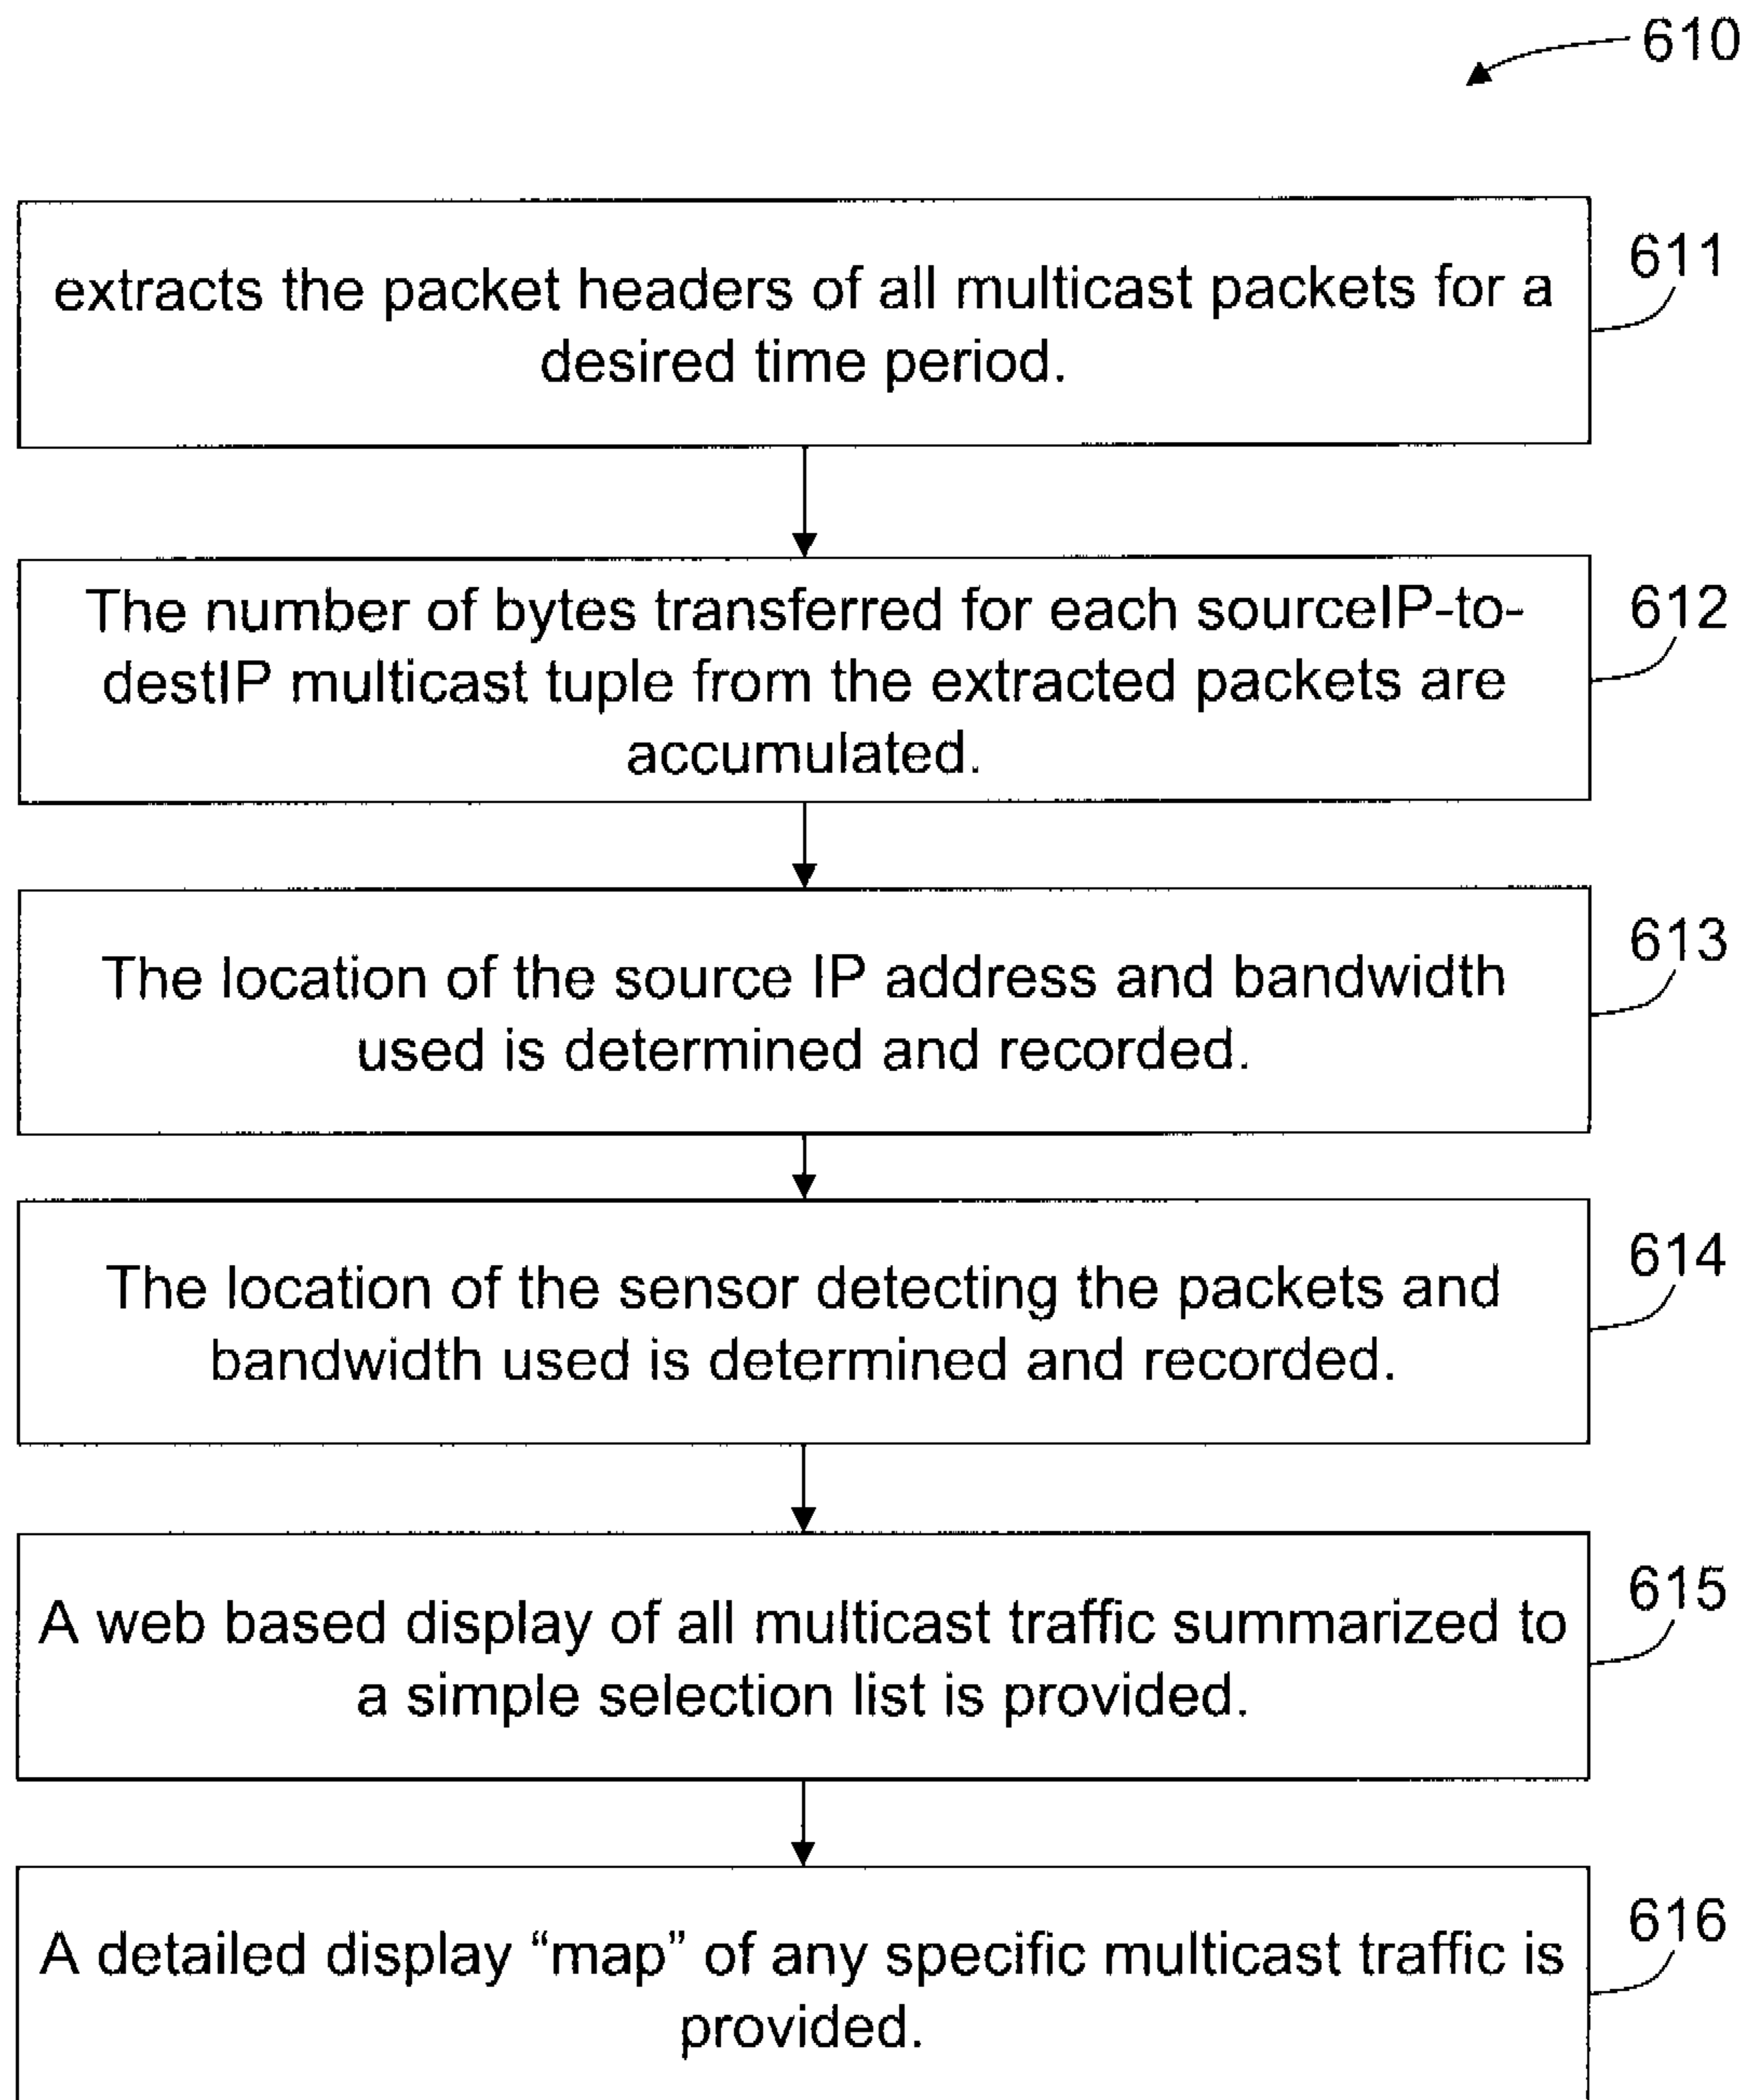 610
extracts the packet headers of all multicast packets for a
desired time period.
611
The number of bytes transferred for each sourceIP-to-
destIP multicast tuple from the extracted packets are
accumulated.
612
The location of the source IP address and bandwidth
used is determined and recorded.
613
The location of the sensor detecting the packets and
bandwidth used is determined and recorded.
614
A web based display of all multicast traffic summarized to
a simple selection list is provided.
615
A detailed display “map” of any specific multicast traffic is
provided.
616